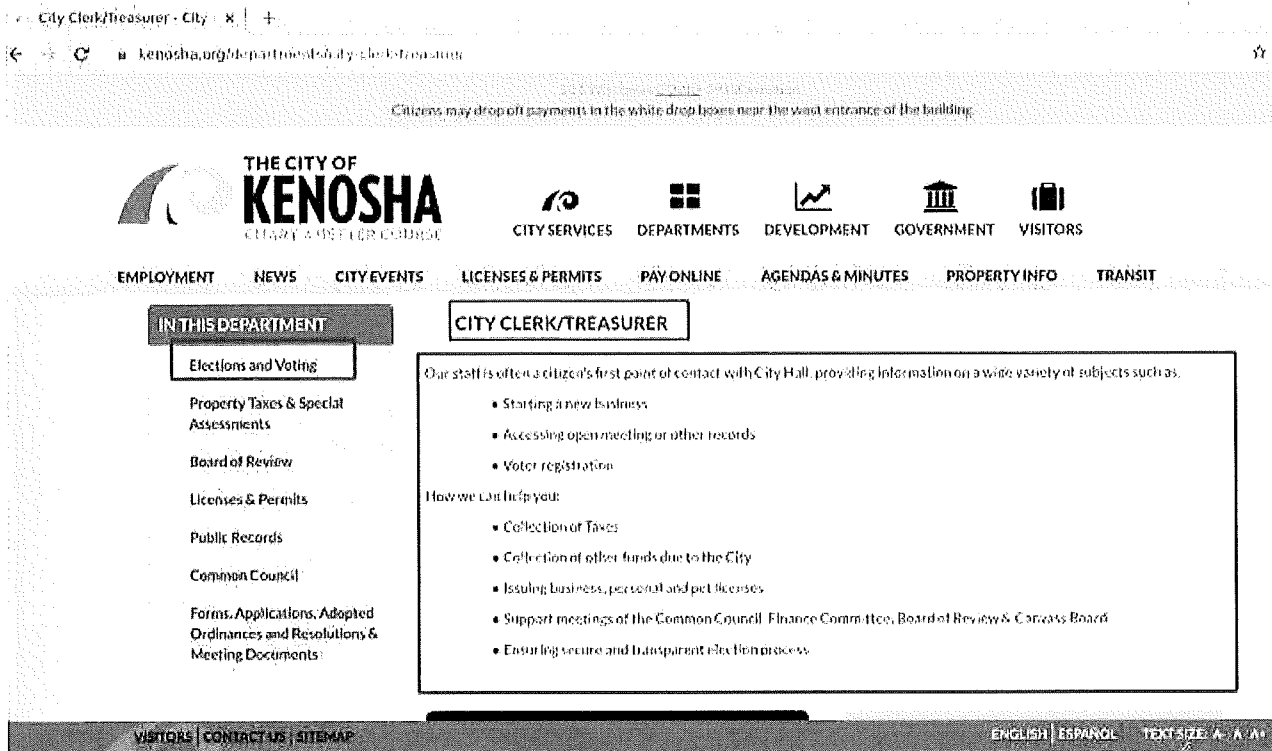 City Clerk/Treasurer - City
kenosha.org/departments/city-clerk-treasurer
Citizens may drop off payments in the white drop boxes near the west entrance of the building.
THE CITY OF
KENOSHA
CHART A BETTER COURSE
CITY SERVICES DEPARTMENTS DEVELOPMENT GOVERNMENT VISITORS
EMPLOYMENT NEWS CITY EVENTS LICENSES & PERMITS PAY ONLINE AGENDAS & MINUTES PROPERTY INFO TRANSIT
IN THIS DEPARTMENT
Elections and Voting
Property Taxes & Special
Assessments
Board of Review
Licenses & Permits
Public Records
Common Council
Forms, Applications, Adopted
Ordinances and Resolutions &
Meeting Documents
CITY CLERK/TREASURER
Our staff is often a citizen's first point of contact with City Hall, providing information on a wide variety of subjects such as,
• Starting a new business
• Accessing open meeting or other records
• Voter registration
How we can help you:
• Collection of Taxes
• Collection of other funds due to the City
• Issuing business, personal and pet licenses
• Support meetings of the Common Council, Finance Committee, Board of Review & Canvass Board
• Ensuring secure and transparent election process
VISITORS | CONTACT US | SITEMAP
ENGLISH | ESPAÑOL TEXT SIZE: A- A A+